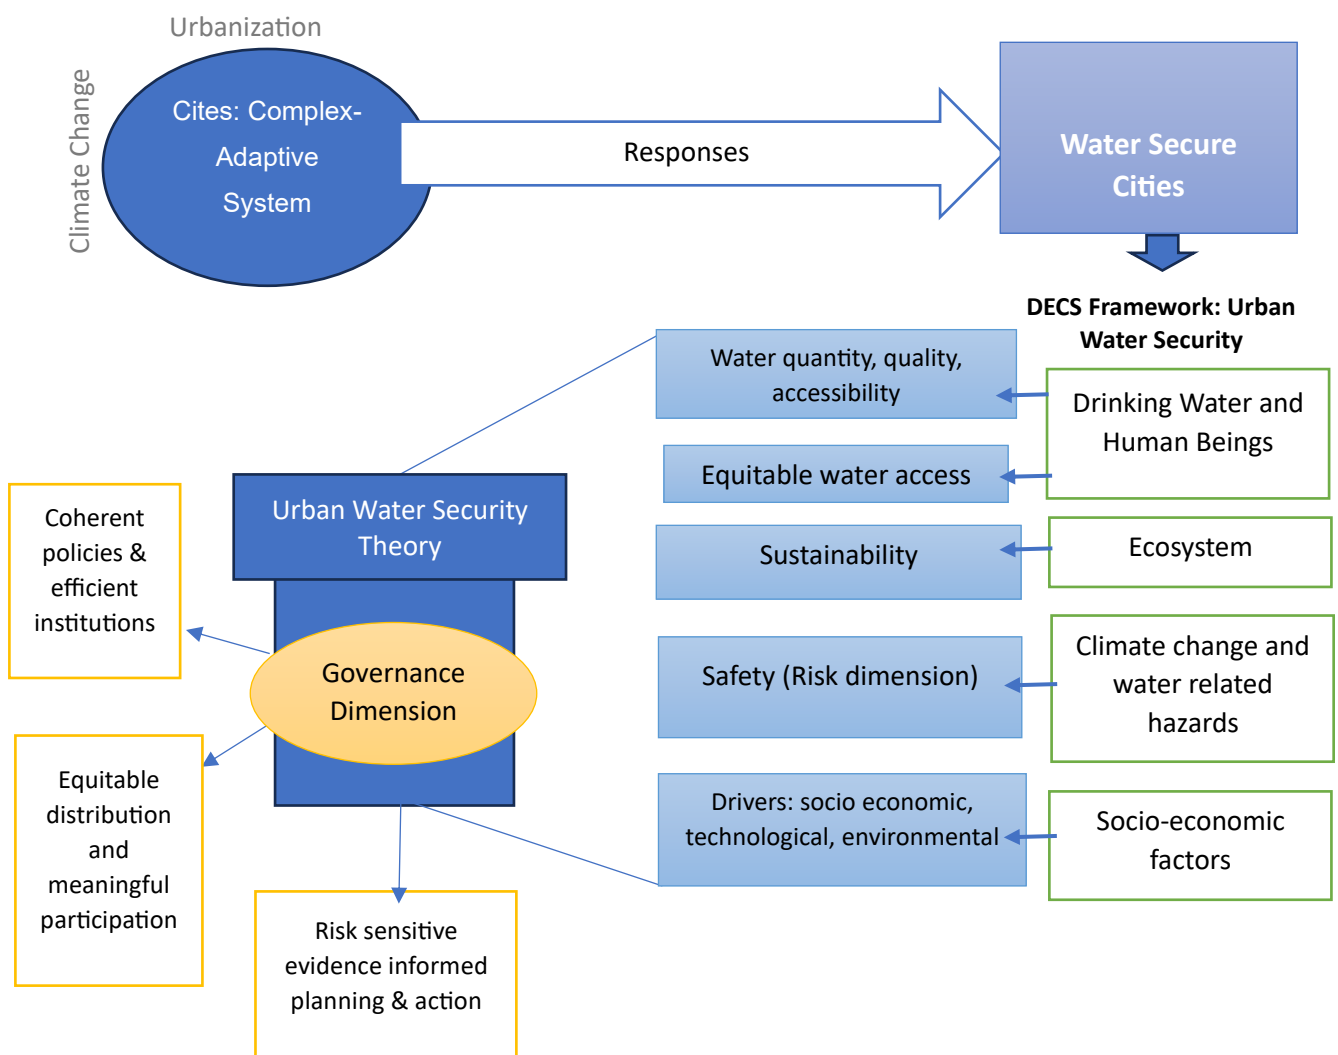 Urbanization
Climate Change
Cites: Complex-
Adaptive
System
Responses
Water Secure
Cities
DECS Framework: Urban
Water Security
Water quantity, quality,
accessibility
Drinking Water and
Human Beings
Equitable water access
Urban Water Security
Theory
Coherent
policies &
efficient
institutions
Sustainability
Ecosystem
Governance
Dimension
Safety (Risk dimension)
Climate change and
water related
hazards
Equitable
distribution
and
meaningful
participation
Drivers: socio economic,
technological, environmental
Socio-economic
factors
Risk sensitive
evidence informed
planning & action